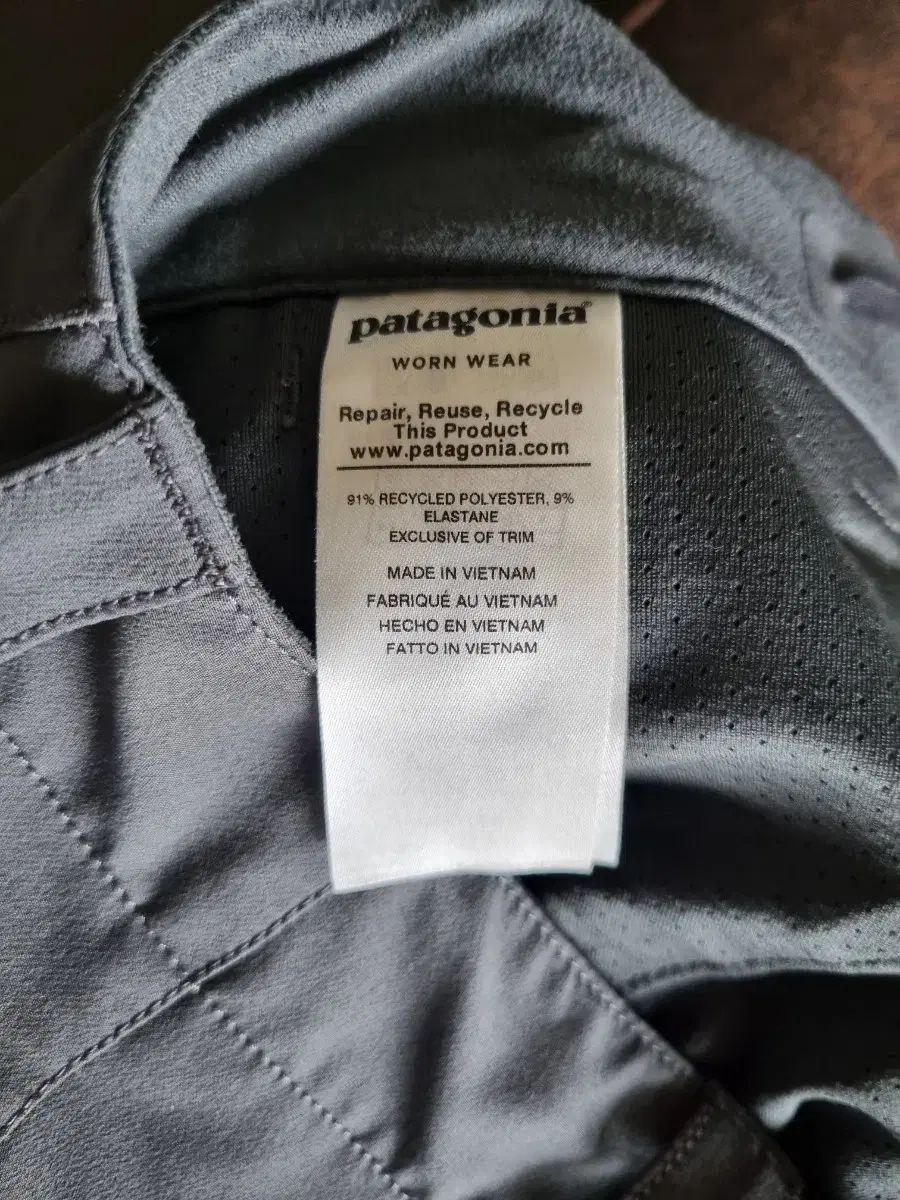 patagonia®
WORN WEAR
Repair, Reuse, Recycle
This Product
www.patagonia.com
91% RECYCLED POLYESTER, 9%
ELASTANE
EXCLUSIVE OF TRIM
MADE IN VIETNAM
FABRIQUÉ AU VIETNAM
HECHO EN VIETNAM
FATTO IN VIETNAM